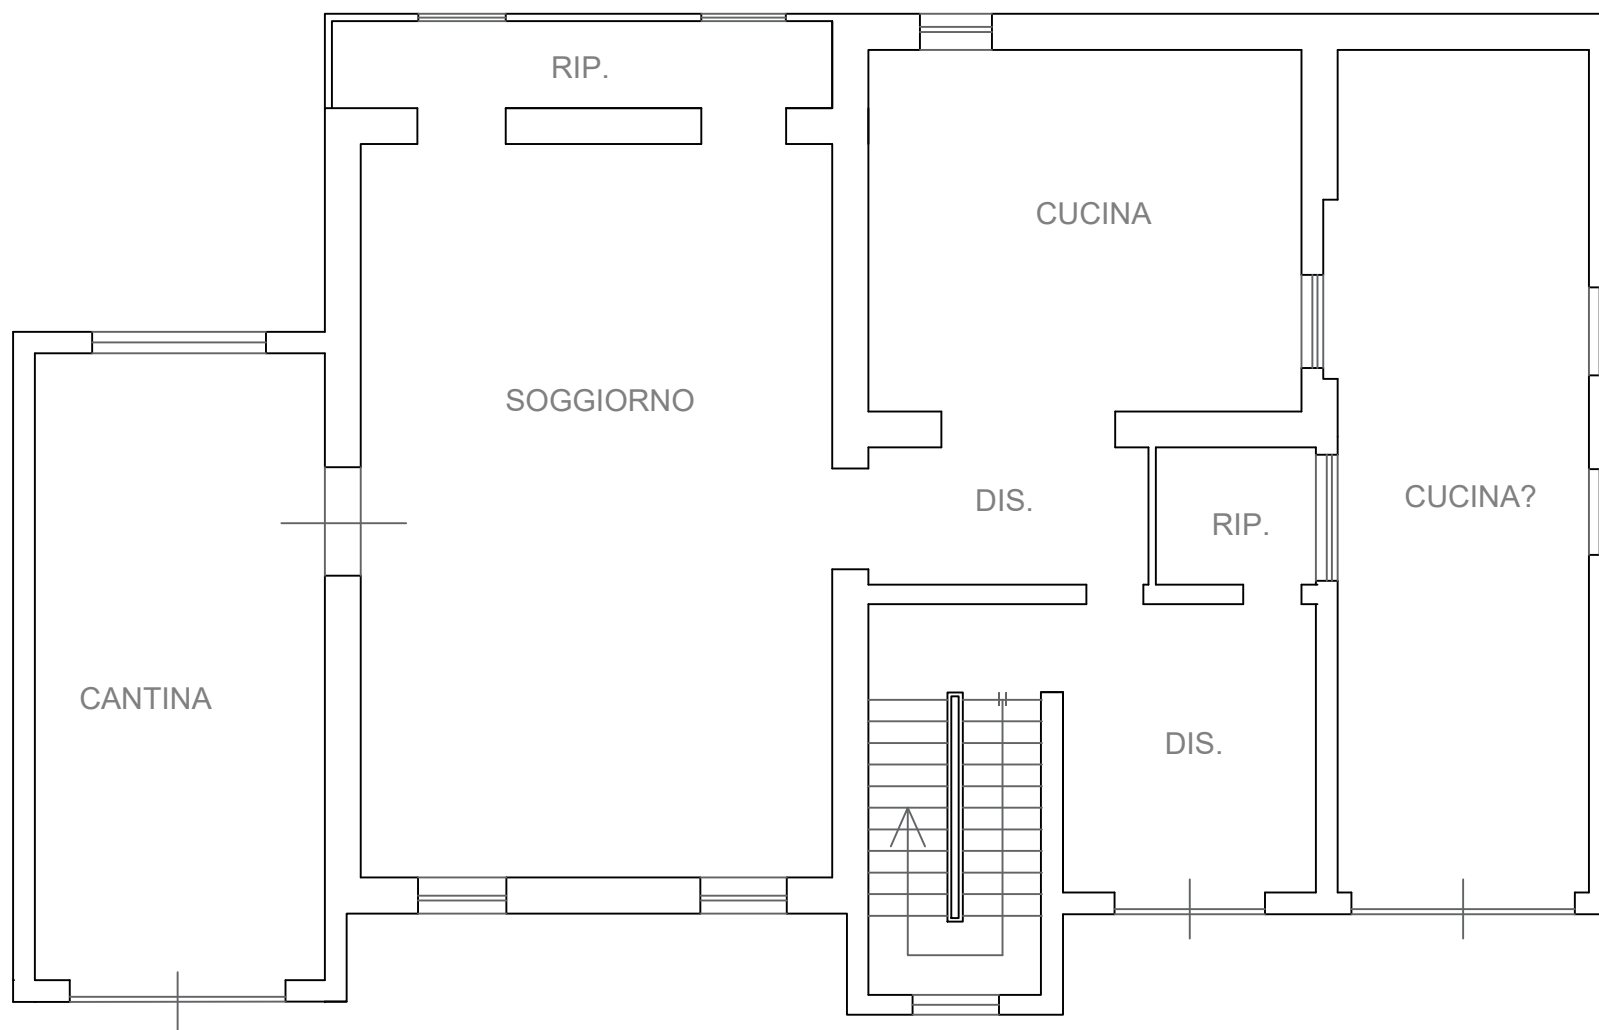 RIP.
CUCINA
SOGGIORNO
DIS.
CUCINA?
RIP.
CANTINA
DIS.